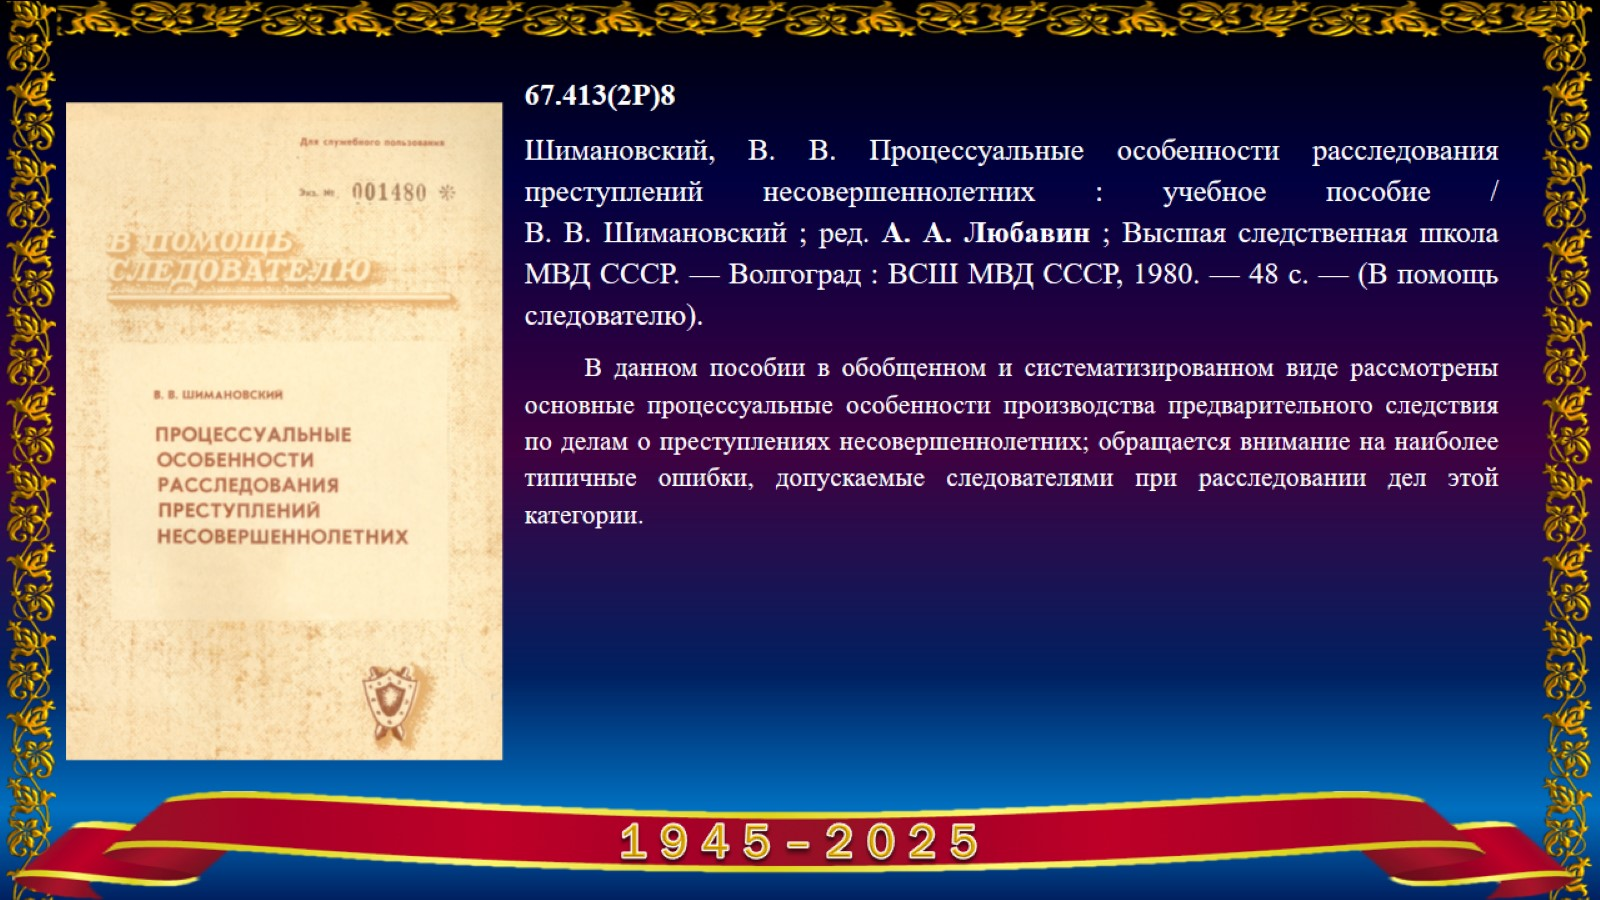 Для служебного пользования
Экз. № 001480 *
В ПОМОЩЬ
СЛЕДОВАТЕЛЮ
В. В. ШИМАНОВСКИЙ
ПРОЦЕССУАЛЬНЫЕ
ОСОБЕННОСТИ
РАССЛЕДОВАНИЯ
ПРЕСТУПЛЕНИЙ
НЕСОВЕРШЕННОЛЕТНИХ
67.413(2Р)8
Шимановский, В. В. Процессуальные особенности расследования
преступлений несовершеннолетних : учебное пособие /
В. В. Шимановский ; ред. А. А. Любавин ; Высшая следственная школа
МВД СССР. — Волгоград : ВСШ МВД СССР, 1980. — 48 с. — (В помощь
следователю).
В данном пособии в обобщенном и систематизированном виде рассмотрены
основные процессуальные особенности производства предварительного следствия
по делам о преступлениях несовершеннолетних; обращается внимание на наиболее
типичные ошибки, допускаемые следователями при расследовании дел этой
категории.
1945–2025